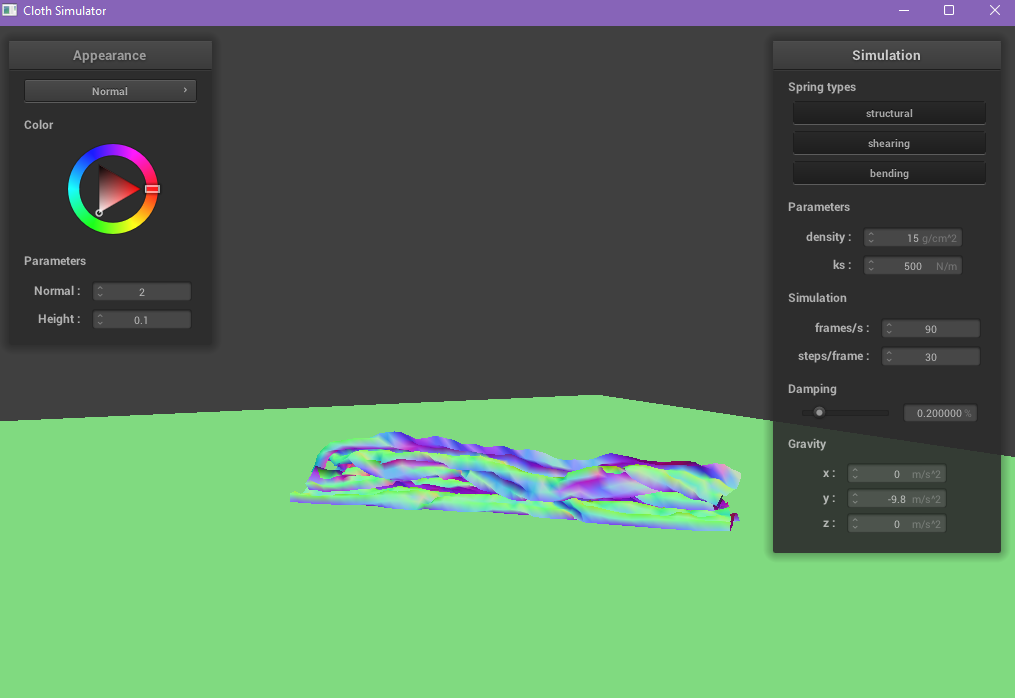 Cloth Simulator
Appearance
Normal
Color
Parameters
Normal : 2
Height : 0.1
Simulation
Spring types
structural
shearing
bending
Parameters
density : 15 g/cm^2
ks : 500 N/m
Simulation
frames/s : 90
steps/frame : 30
Damping
0.200000 %
Gravity
x : 0 m/s^2
y : -9.8 m/s^2
z : 0 m/s^2